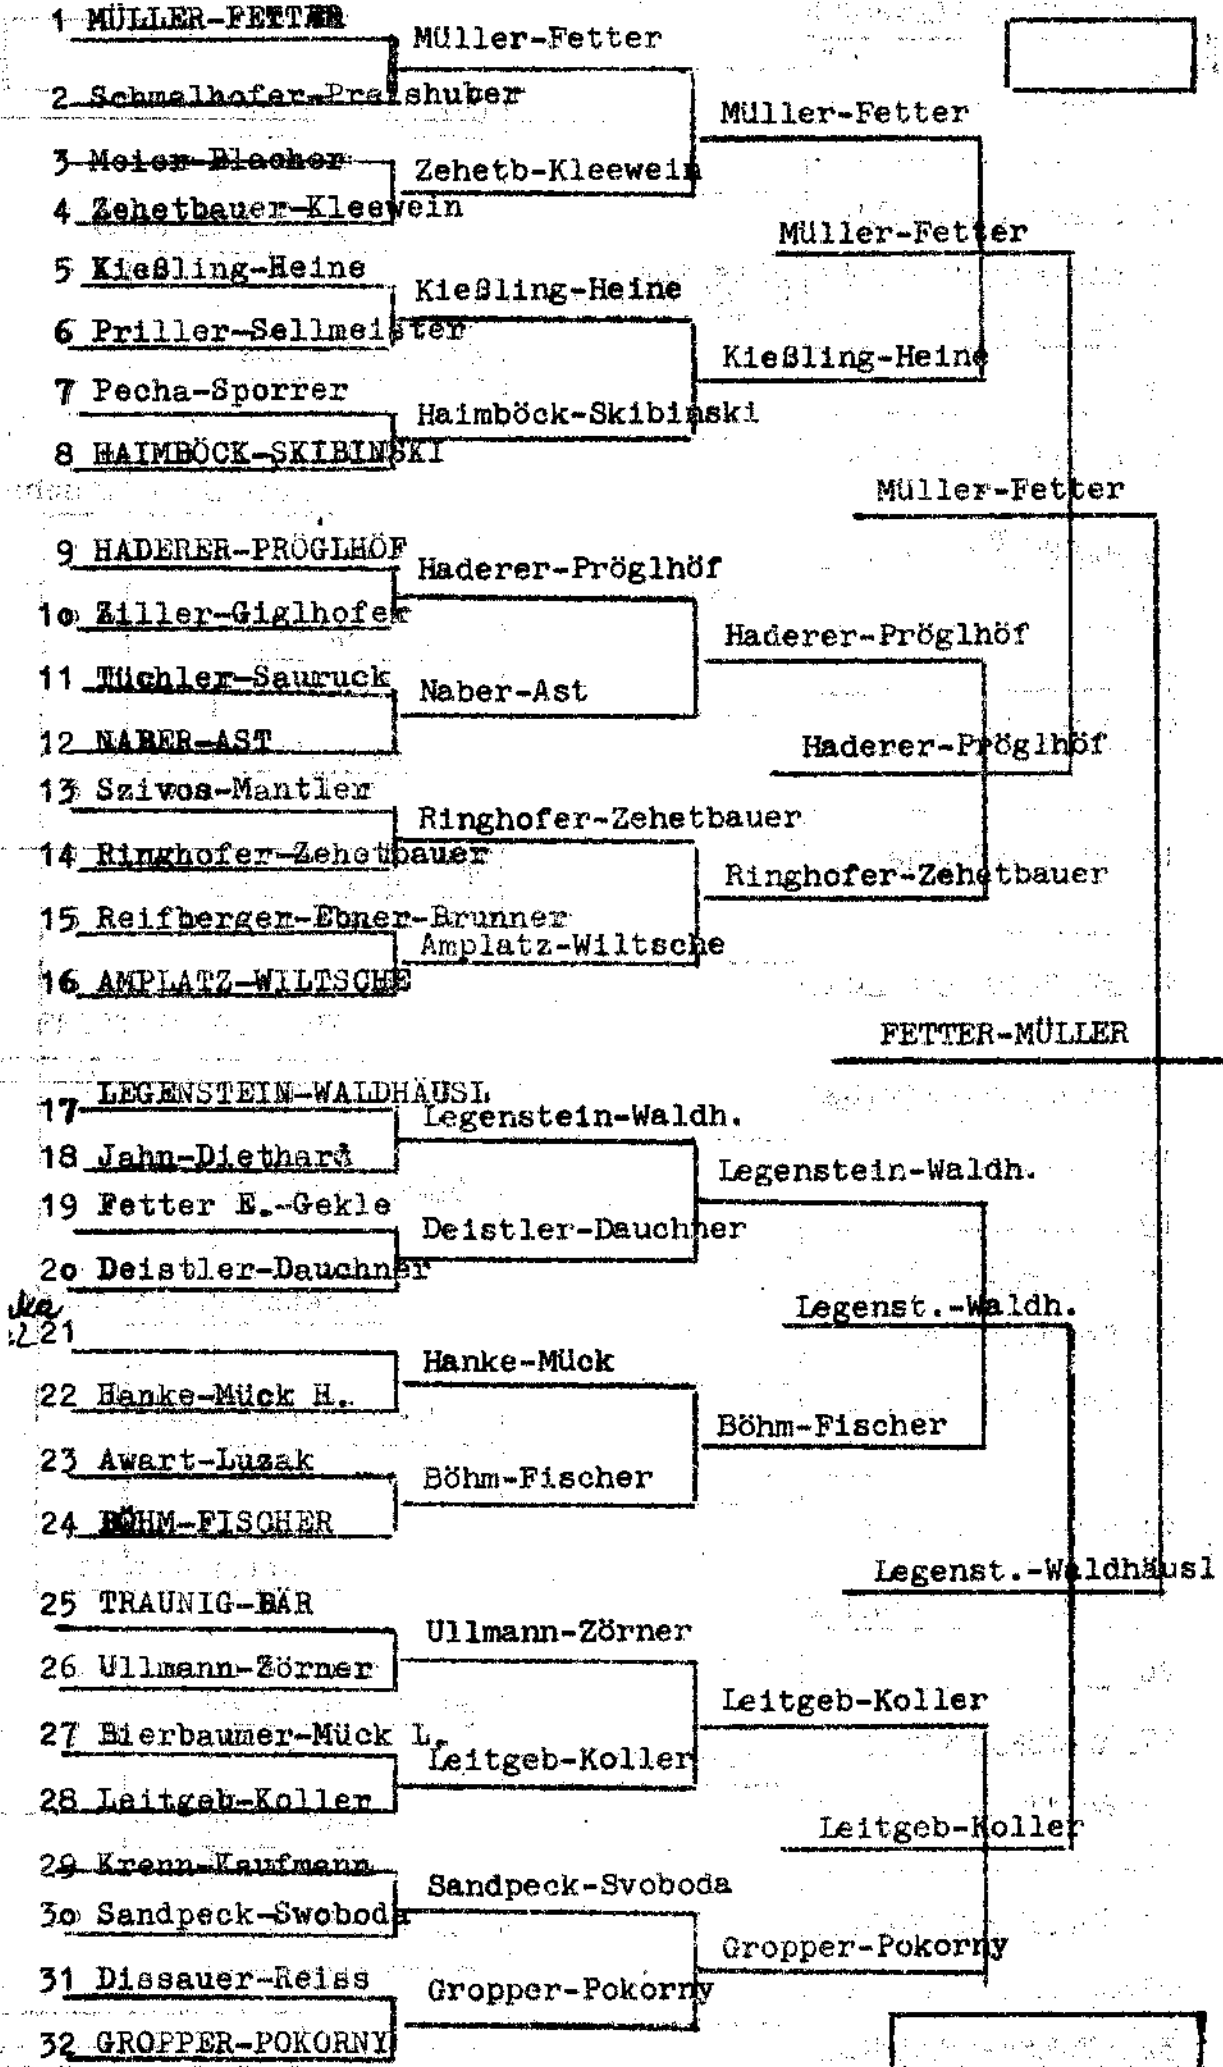 1 MÜLLER-FETTER
Müller-Fetter
2 Schmalhofer-Praishuber
Müller-Fetter
3 Meier-Blecher
Zehetb-Kleewein
4 Zehetbauer-Kleewein
Müller-Fetter
5 Kießling-Heine
Kießling-Heine
6 Priller-Sellmeister
Kießling-Heine
7 Pecha-Sporrer
Haimböck-Skibinski
8 HAIMBÖCK-SKIBINSKI
Müller-Fetter
9 HADERER-PRÖGLHÖF
Haderer-Pröglhöf
1o Ziller-Giglhofer
Haderer-Pröglhöf
11 Tüchler-Sauruck
Naber-Ast
12 NABER-AST
Haderer-Pröglhöf
13 Szivos-Mantler
Ringhofer-Zehetbauer
14 Ringhofer-Zehetbauer
Ringhofer-Zehetbauer
15 Reifberger-Ebner-Brunner
Amplatz-Wiltsche
16 AMPLATZ-WILTSCHE
FETTER-MÜLLER
17 LEGENSTEIN-WALDHÄUSL
Legenstein-Waldh.
18 Jahn-Diethard
Legenstein-Waldh.
19 Fetter E.-Gekle
Deistler-Dauchner
2o Deistler-Dauchner
Legenst.-Waldh.
21
Hanke-Mück
22 Hanke-Mück H.
Böhm-Fischer
23 Awart-Luzak
Böhm-Fischer
24 BÖHM-FISCHER
Legenst.-Waldhäusl
25 TRAUNIG-BÄR
Ullmann-Zörner
26 Ullmann-Zörner
Leitgeb-Koller
27 Bierbaumer-Mück L.
Leitgeb-Koller
28 Leitgeb-Koller
Leitgeb-Koller
29 Krenn-Kaufmann
Sandpeck-Svoboda
3o Sandpeck-Swoboda
Gropper-Pokorny
31 Dissauer-Reiss
Gropper-Pokorny
32 GROPPER-POKORNY